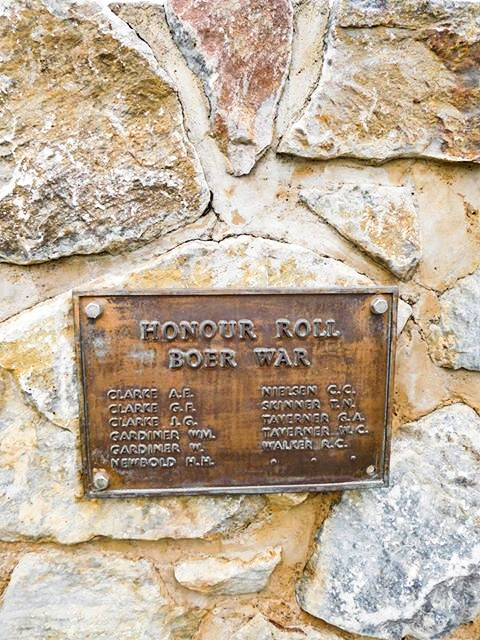 HONOUR ROLL
BOER WAR
CLARKE A.E.
CLARKE G.F.
CLARKE J.G.
GARDINER WM.
GARDINER W.
NEWBOLD H.H.
NIELSEN C.C.
SKINNER T.N.
TAVERNER G.A.
TAVERNER W.C.
WALKER R.C.